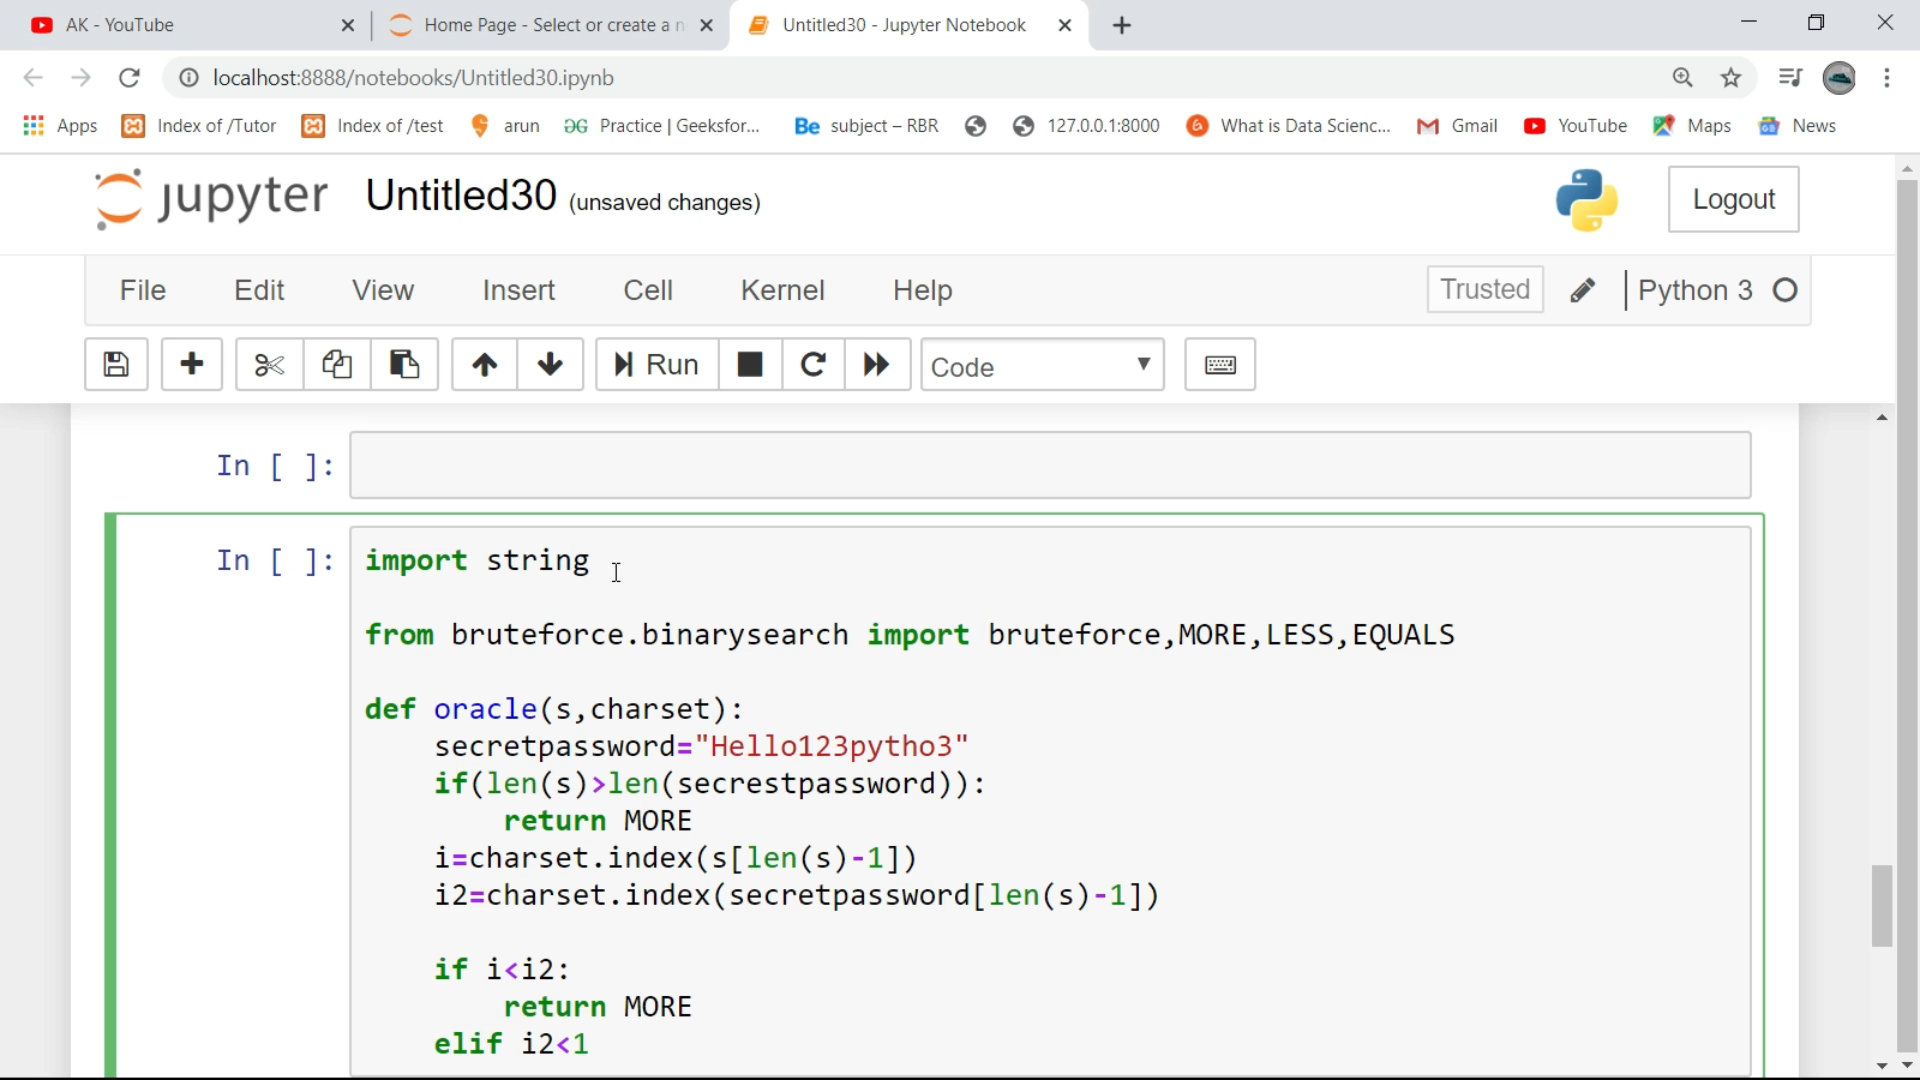 AK - YouTube
Home Page - Select or create a n
Untitled30 - Jupyter Notebook
localhost:8888/notebooks/Untitled30.ipynb
Apps
Index of /Tutor
Index of /test
arun
Practice | Geeksfor...
Be subject – RBR
127.0.0.1:8000
What is Data Scienc...
Gmail
YouTube
Maps
News
jupyter Untitled30 (unsaved changes)
Logout
File Edit View Insert Cell Kernel Help
Trusted
Python 3
Run
Code
In [ ]:
In [ ]:
import string
from bruteforce.binarysearch import bruteforce,MORE,LESS,EQUALS
def oracle(s,charset):
secretpassword="Hello123pytho3"
if(len(s)>len(secrestpassword)):
return MORE
i=charset.index(s[len(s)-1])
i2=charset.index(secretpassword[len(s)-1])
if i<i2:
return MORE
elif i2<1